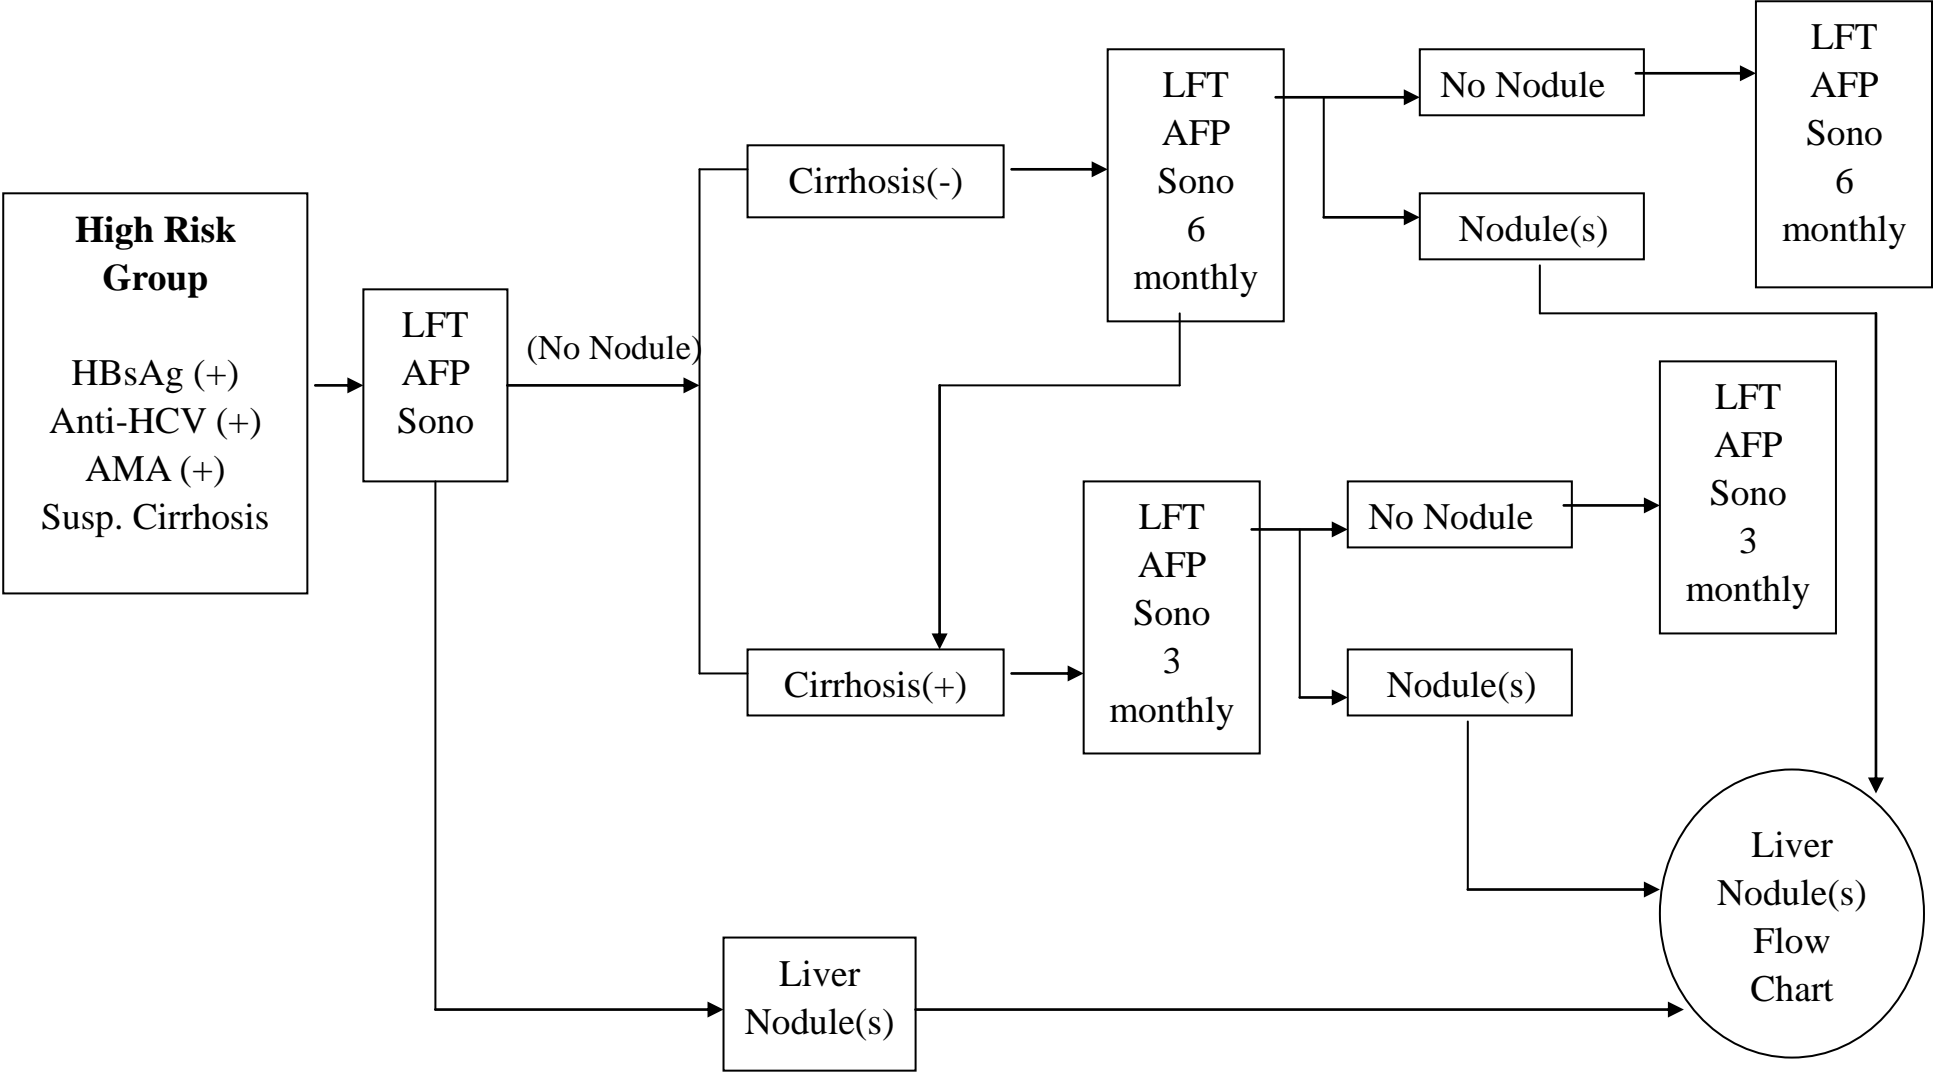 High Risk
Group
HBsAg (+)
Anti-HCV (+)
AMA (+)
Susp. Cirrhosis
LFT
AFP
Sono
(No Nodule)
Cirrhosis(-)
LFT
AFP
Sono
6
monthly
No Nodule
LFT
AFP
Sono
6
monthly
Nodule(s)
Cirrhosis(+)
LFT
AFP
Sono
3
monthly
No Nodule
LFT
AFP
Sono
3
monthly
Nodule(s)
Liver
Nodule(s)
Liver
Nodule(s)
Flow
Chart